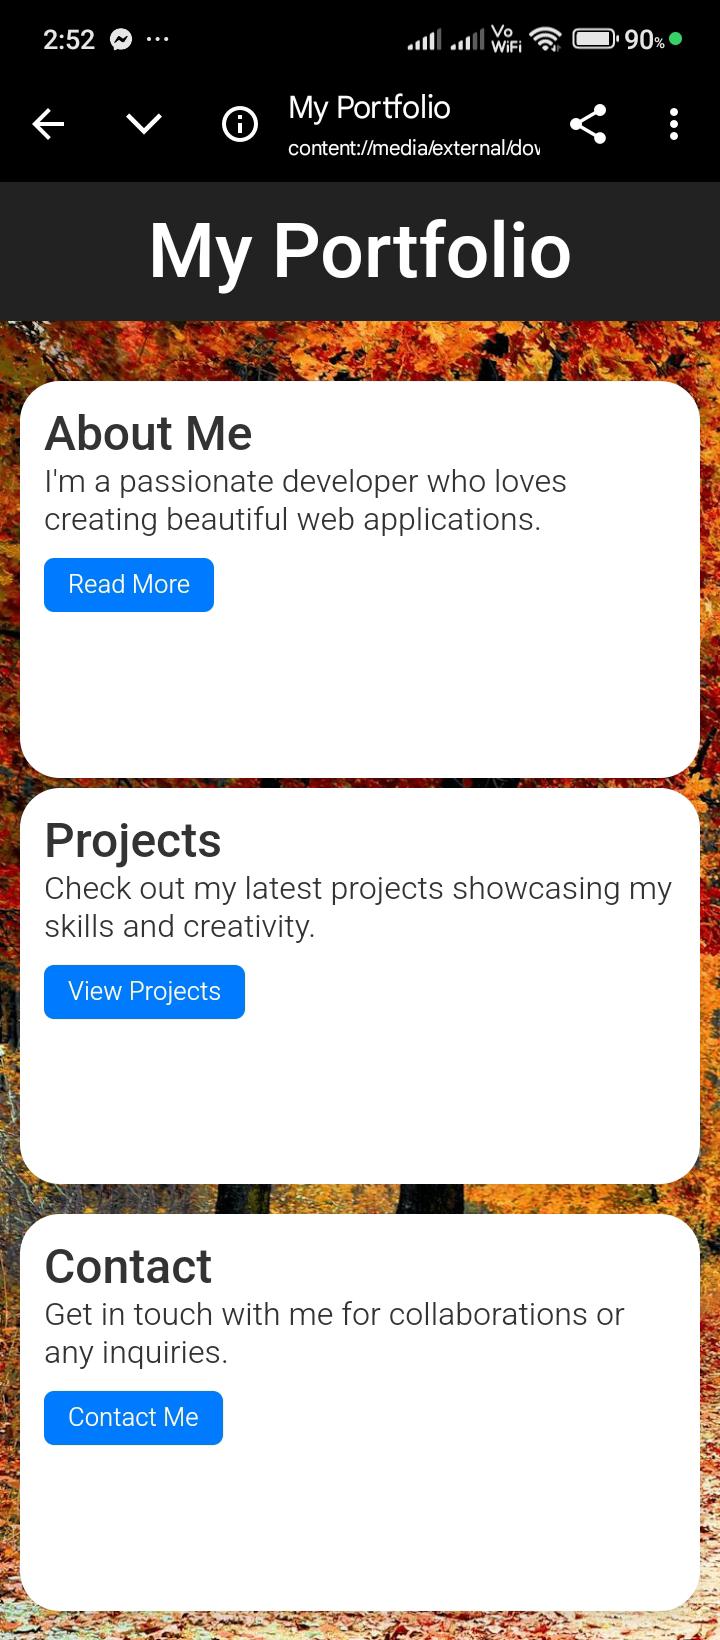 2:52
Vo
WiFi
90%
My Portfolio
content://media/external/dov
My Portfolio
About Me
I'm a passionate developer who loves
creating beautiful web applications.
Read More
Projects
Check out my latest projects showcasing my
skills and creativity.
View Projects
Contact
Get in touch with me for collaborations or
any inquiries.
Contact Me